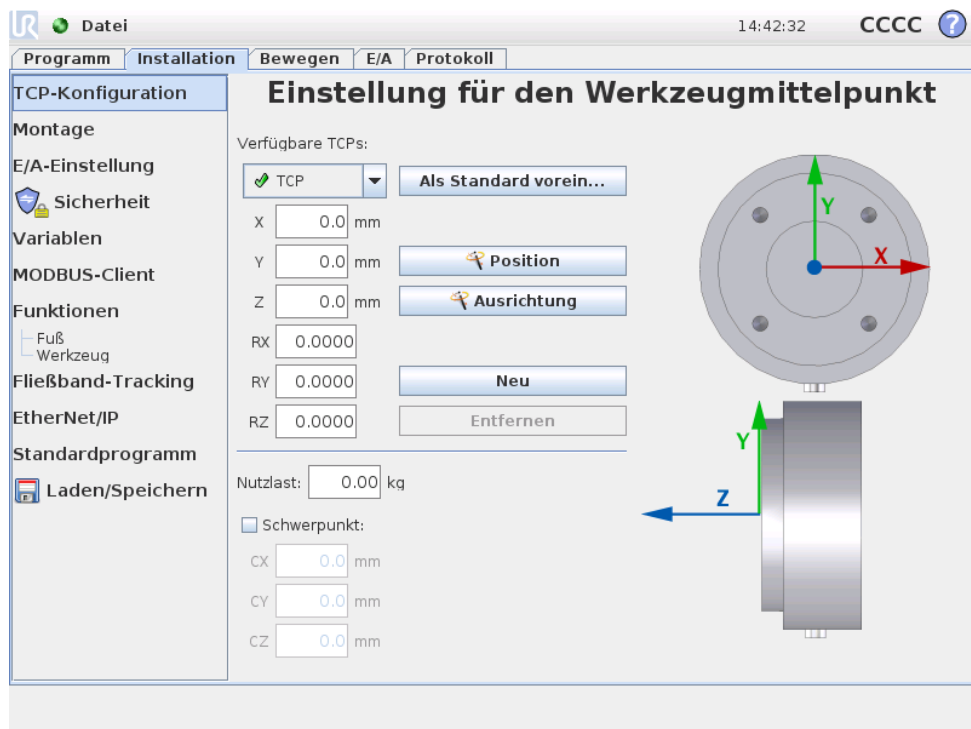 UR Datei 14:42:32 CCCC ?
Programm Installation Bewegen E/A Protokoll
TCP-Konfiguration
Montage
E/A-Einstellung
Sicherheit
Variablen
MODBUS-Client
Funktionen
Fuß
Werkzeug
Fließband-Tracking
EtherNet/IP
Standardprogramm
Laden/Speichern
Einstellung für den Werkzeugmittelpunkt
Verfügbare TCPs:
TCP Als Standard vorein...
X 0.0 mm
Y 0.0 mm Position
Z 0.0 mm Ausrichtung
RX 0.0000
RY 0.0000 Neu
RZ 0.0000 Entfernen
Nutzlast: 0.00 kg
Schwerpunkt:
CX 0.0 mm
CY 0.0 mm
CZ 0.0 mm
Y
X
Y
Z